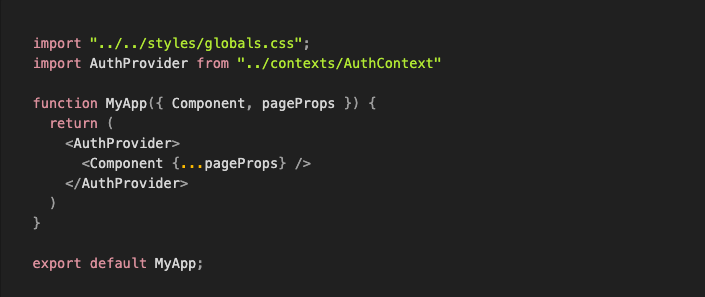 import "../../styles/globals.css";
import AuthProvider from "../contexts/AuthContext"

function MyApp({ Component, pageProps }) {
  return (
    <AuthProvider>
      <Component {...pageProps} />
    </AuthProvider>
  )
}

export default MyApp;